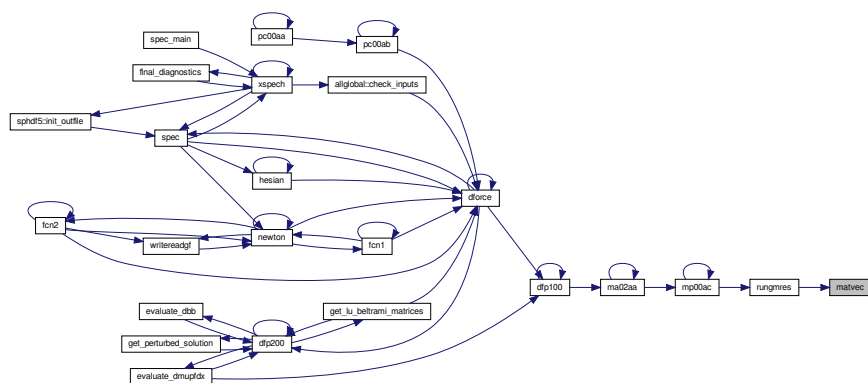 pc00aa
pc00ab
spec_main
final_diagnostics
xspech
allglobal::check_inputs
sphdf5::init_outfile
spec
hesian
dforce
fcn2
writereadgf
newton
fcn1
dfp100
ma02aa
mp00ac
rungmres
matvec
evaluate_dbb
get_lu_beltrami_matrices
get_perturbed_solution
dfp200
evaluate_dmupfdx